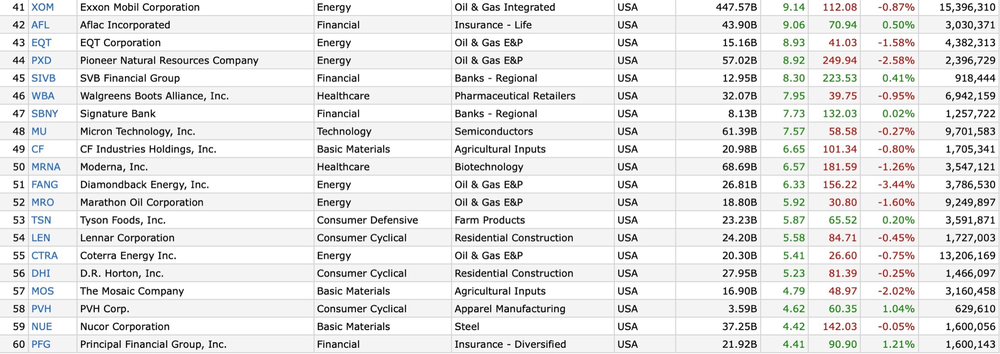 41 XOM Exxon Mobil Corporation Energy Oil & Gas Integrated USA 447.57B 9.14 112.08 -0.87% 15,396,310
42 AFL Aflac Incorporated Financial Insurance - Life USA 43.90B 9.06 70.94 0.50% 3,030,371
43 EQT EQT Corporation Energy Oil & Gas E&P USA 15.16B 8.93 41.03 -1.58% 4,382,313
44 PXD Pioneer Natural Resources Company Energy Oil & Gas E&P USA 57.02B 8.92 249.94 -2.58% 2,396,729
45 SIVB SVB Financial Group Financial Banks - Regional USA 12.95B 8.30 223.53 0.41% 918,444
46 WBA Walgreens Boots Alliance, Inc. Healthcare Pharmaceutical Retailers USA 32.07B 7.95 39.75 -0.95% 6,942,159
47 SBNY Signature Bank Financial Banks - Regional USA 8.13B 7.73 132.03 0.02% 1,257,722
48 MU Micron Technology, Inc. Technology Semiconductors USA 61.39B 7.57 58.58 -0.27% 9,701,583
49 CF CF Industries Holdings, Inc. Basic Materials Agricultural Inputs USA 20.98B 6.65 101.34 -0.80% 1,705,341
50 MRNA Moderna, Inc. Healthcare Biotechnology USA 68.69B 6.57 181.59 -1.26% 3,547,121
51 FANG Diamondback Energy, Inc. Energy Oil & Gas E&P USA 26.81B 6.33 156.22 -3.44% 3,786,530
52 MRO Marathon Oil Corporation Energy Oil & Gas E&P USA 18.80B 5.92 30.80 -1.60% 9,249,897
53 TSN Tyson Foods, Inc. Consumer Defensive Farm Products USA 23.23B 5.87 65.52 0.20% 3,591,871
54 LEN Lennar Corporation Consumer Cyclical Residential Construction USA 24.20B 5.58 84.71 -0.45% 1,727,003
55 CTRA Coterra Energy Inc. Energy Oil & Gas E&P USA 20.30B 5.41 26.60 -0.75% 13,206,169
56 DHI D.R. Horton, Inc. Consumer Cyclical Residential Construction USA 27.95B 5.23 81.39 -0.25% 1,466,097
57 MOS The Mosaic Company Basic Materials Agricultural Inputs USA 16.90B 4.79 48.97 -2.02% 3,160,458
58 PVH PVH Corp. Consumer Cyclical Apparel Manufacturing USA 3.59B 4.62 60.35 1.04% 629,610
59 NUE Nucor Corporation Basic Materials Steel USA 37.25B 4.42 142.03 -0.05% 1,600,056
60 PFG Principal Financial Group, Inc. Financial Insurance - Diversified USA 21.92B 4.41 90.90 1.21% 1,600,143